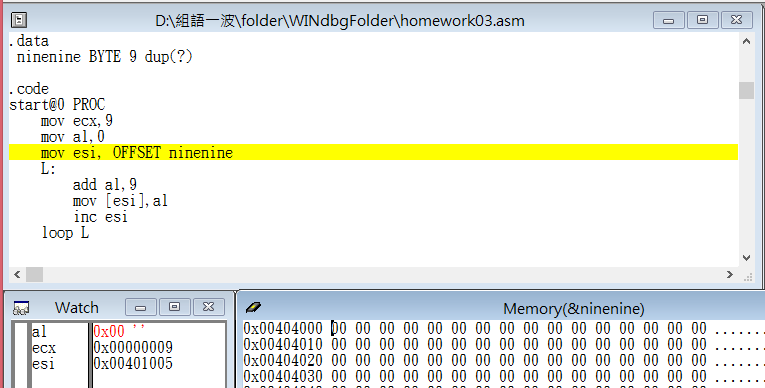 D:\組語一波\folder\WINdbgFolder\homework03.asm
.data
ninenine BYTE 9 dup(?)
.code
start@0 PROC
mov ecx,9
mov al,0
mov esi, OFFSET ninenine
L:
add al,9
mov [esi],al
inc esi
loop L
Watch
al 0x00 ''
ecx 0x00000009
esi 0x00401005
Memory(&ninenine)
0x00404000 00 00 00 00 00 00 00 00 00 00 00 00 00 00 00 00 .......
0x00404010 00 00 00 00 00 00 00 00 00 00 00 00 00 00 00 00 .......
0x00404020 00 00 00 00 00 00 00 00 00 00 00 00 00 00 00 00 .......
0x00404030 00 00 00 00 00 00 00 00 00 00 00 00 00 00 00 00 .......